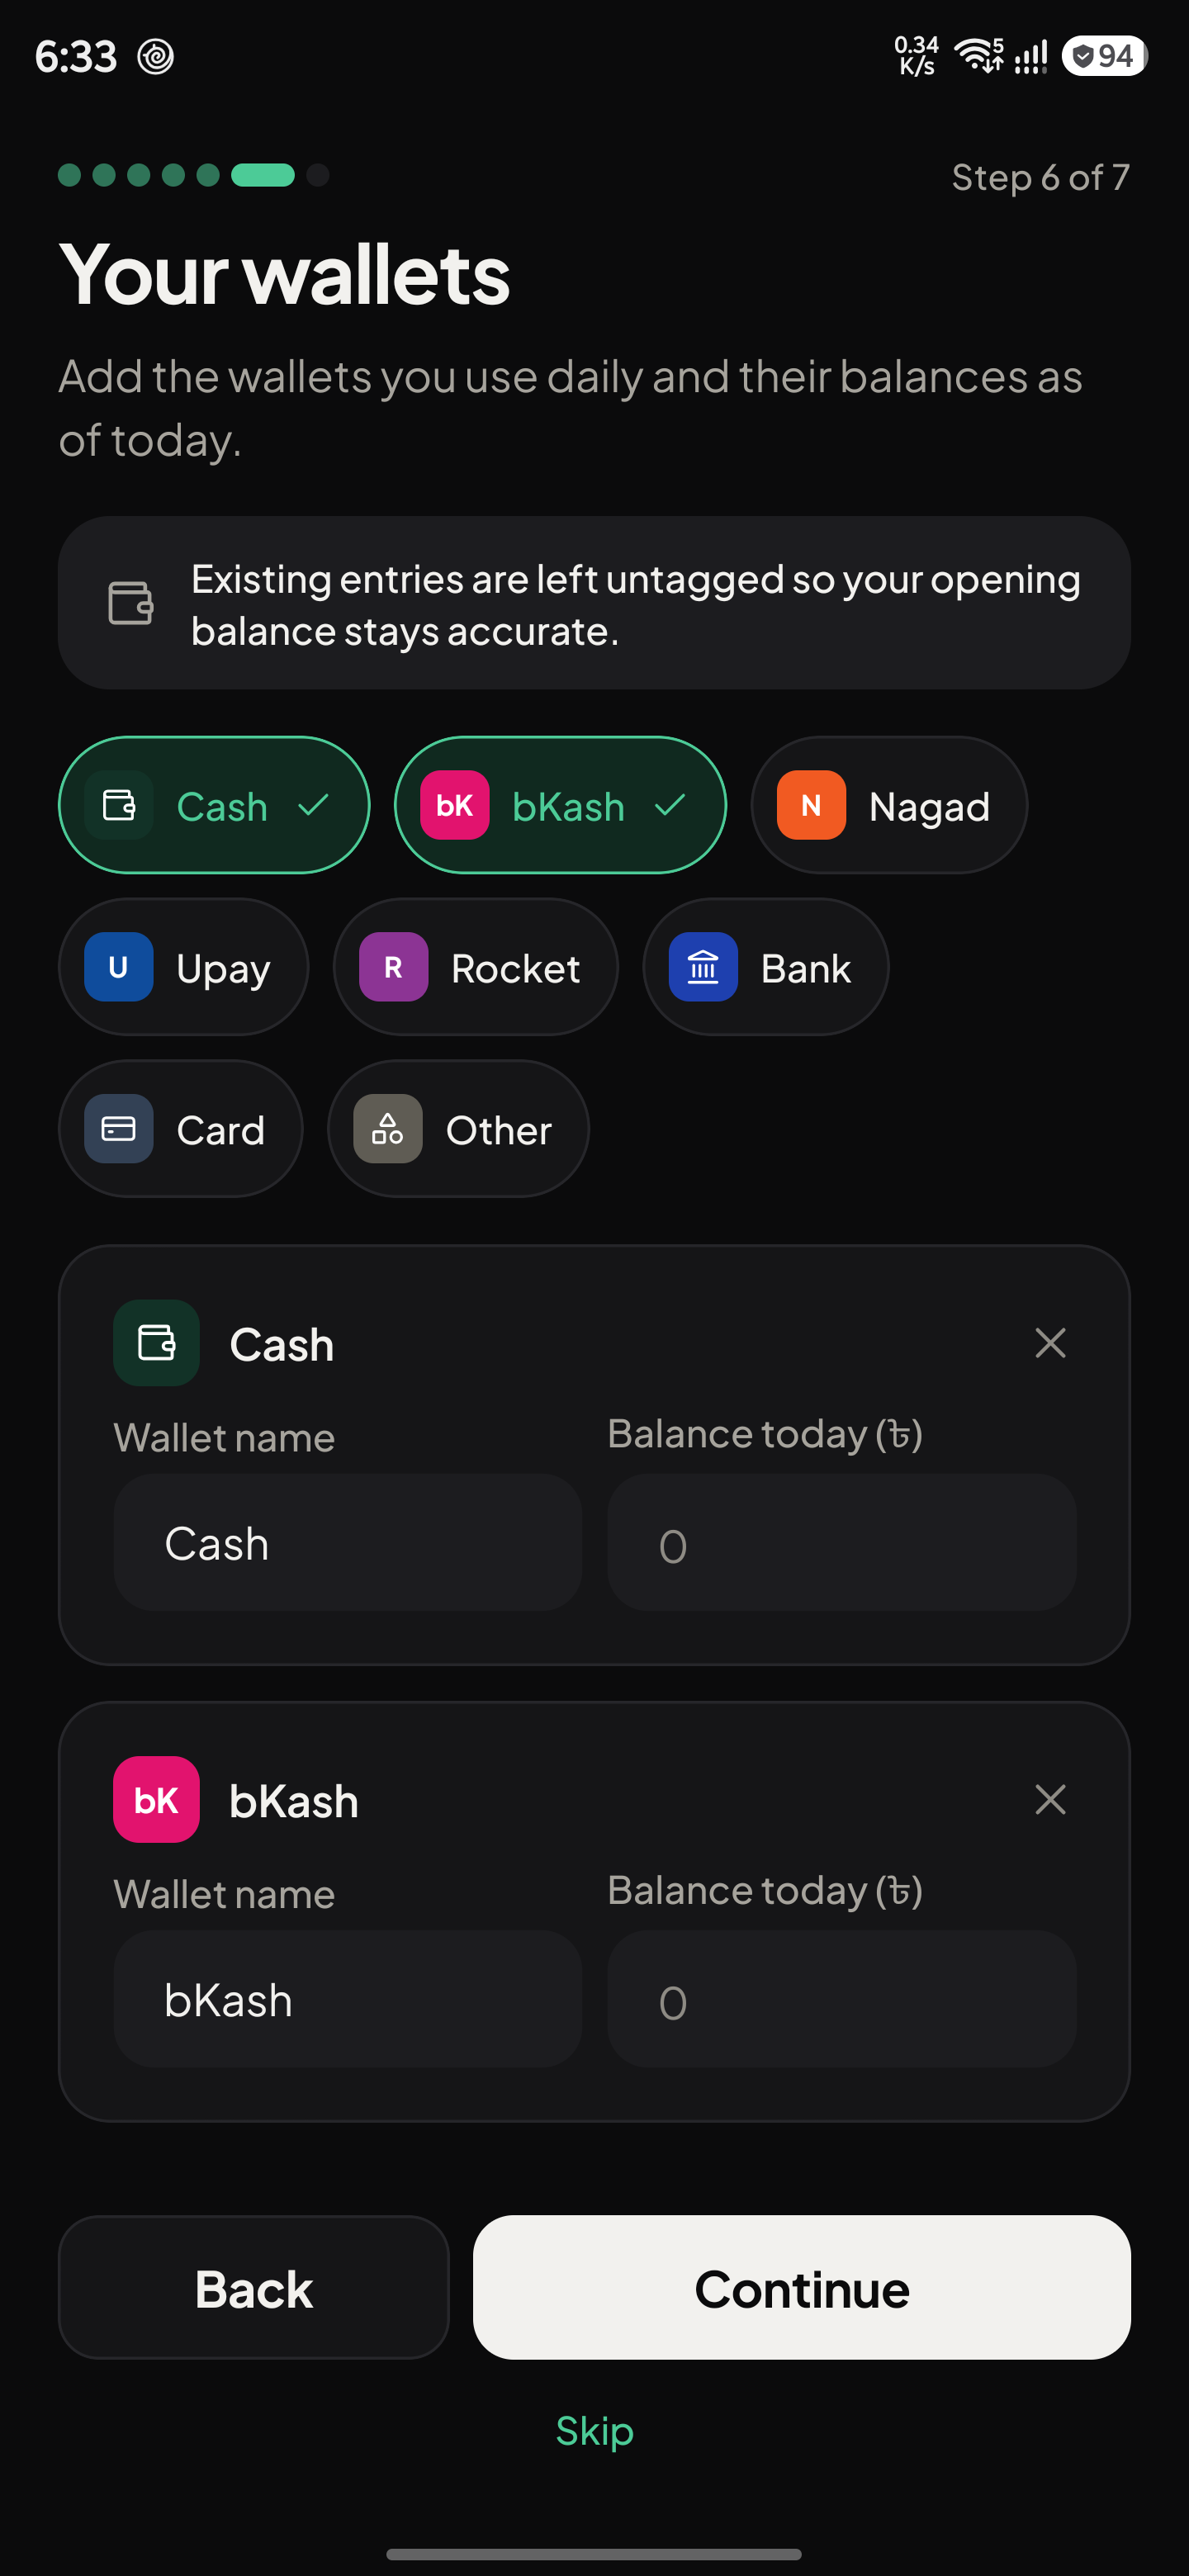 6:33
0.34
K/s
5
94
Step 6 of 7
Your wallets
Add the wallets you use daily and their balances as
of today.
Existing entries are left untagged so your opening
balance stays accurate.
Cash
bK bKash
N Nagad
U Upay
R Rocket
Bank
Card
Other
Cash
Wallet name
Balance today (৳)
Cash
0
bK bKash
Wallet name
Balance today (৳)
bKash
0
Back
Continue
Skip